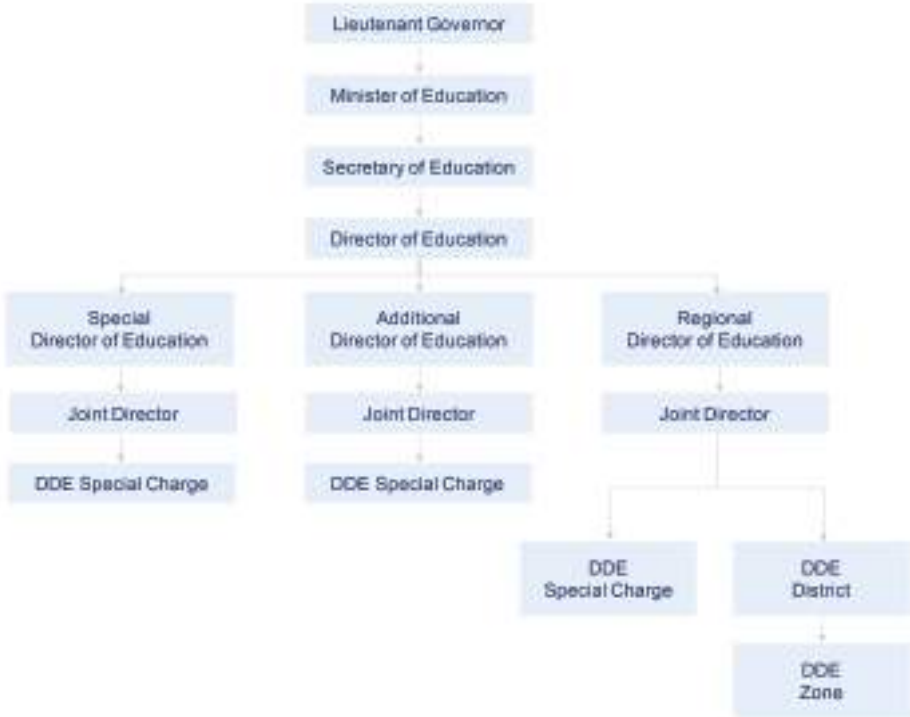 Lieutenant Governor
Minister of Education
Secretary of Education
Director of Education
Special
Director of Education
Additional
Director of Education
Regional
Director of Education
Joint Director
Joint Director
Joint Director
DDE Special Charge
DDE Special Charge
DDE
Special Charge
DDE
District
DDE
Zone